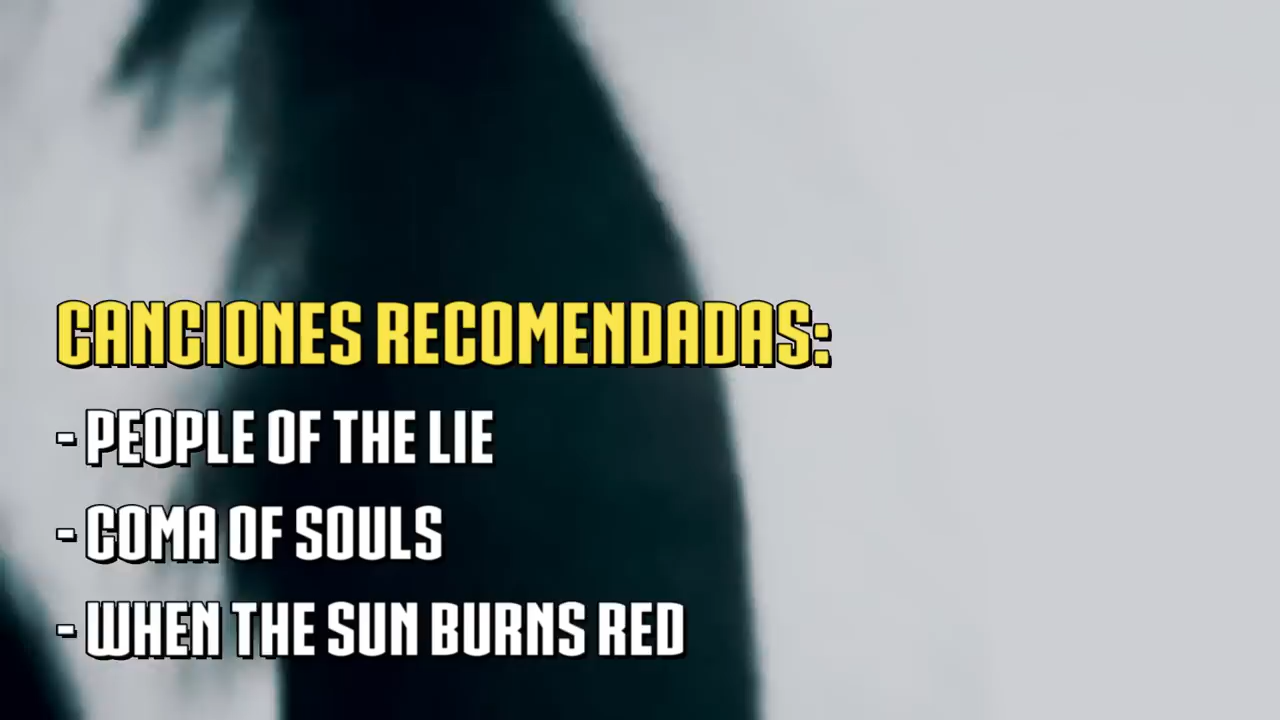 CANCIONES RECOMENDADAS:
- PEOPLE OF THE LIE
- COMA OF SOULS
- WHEN THE SUN BURNS RED